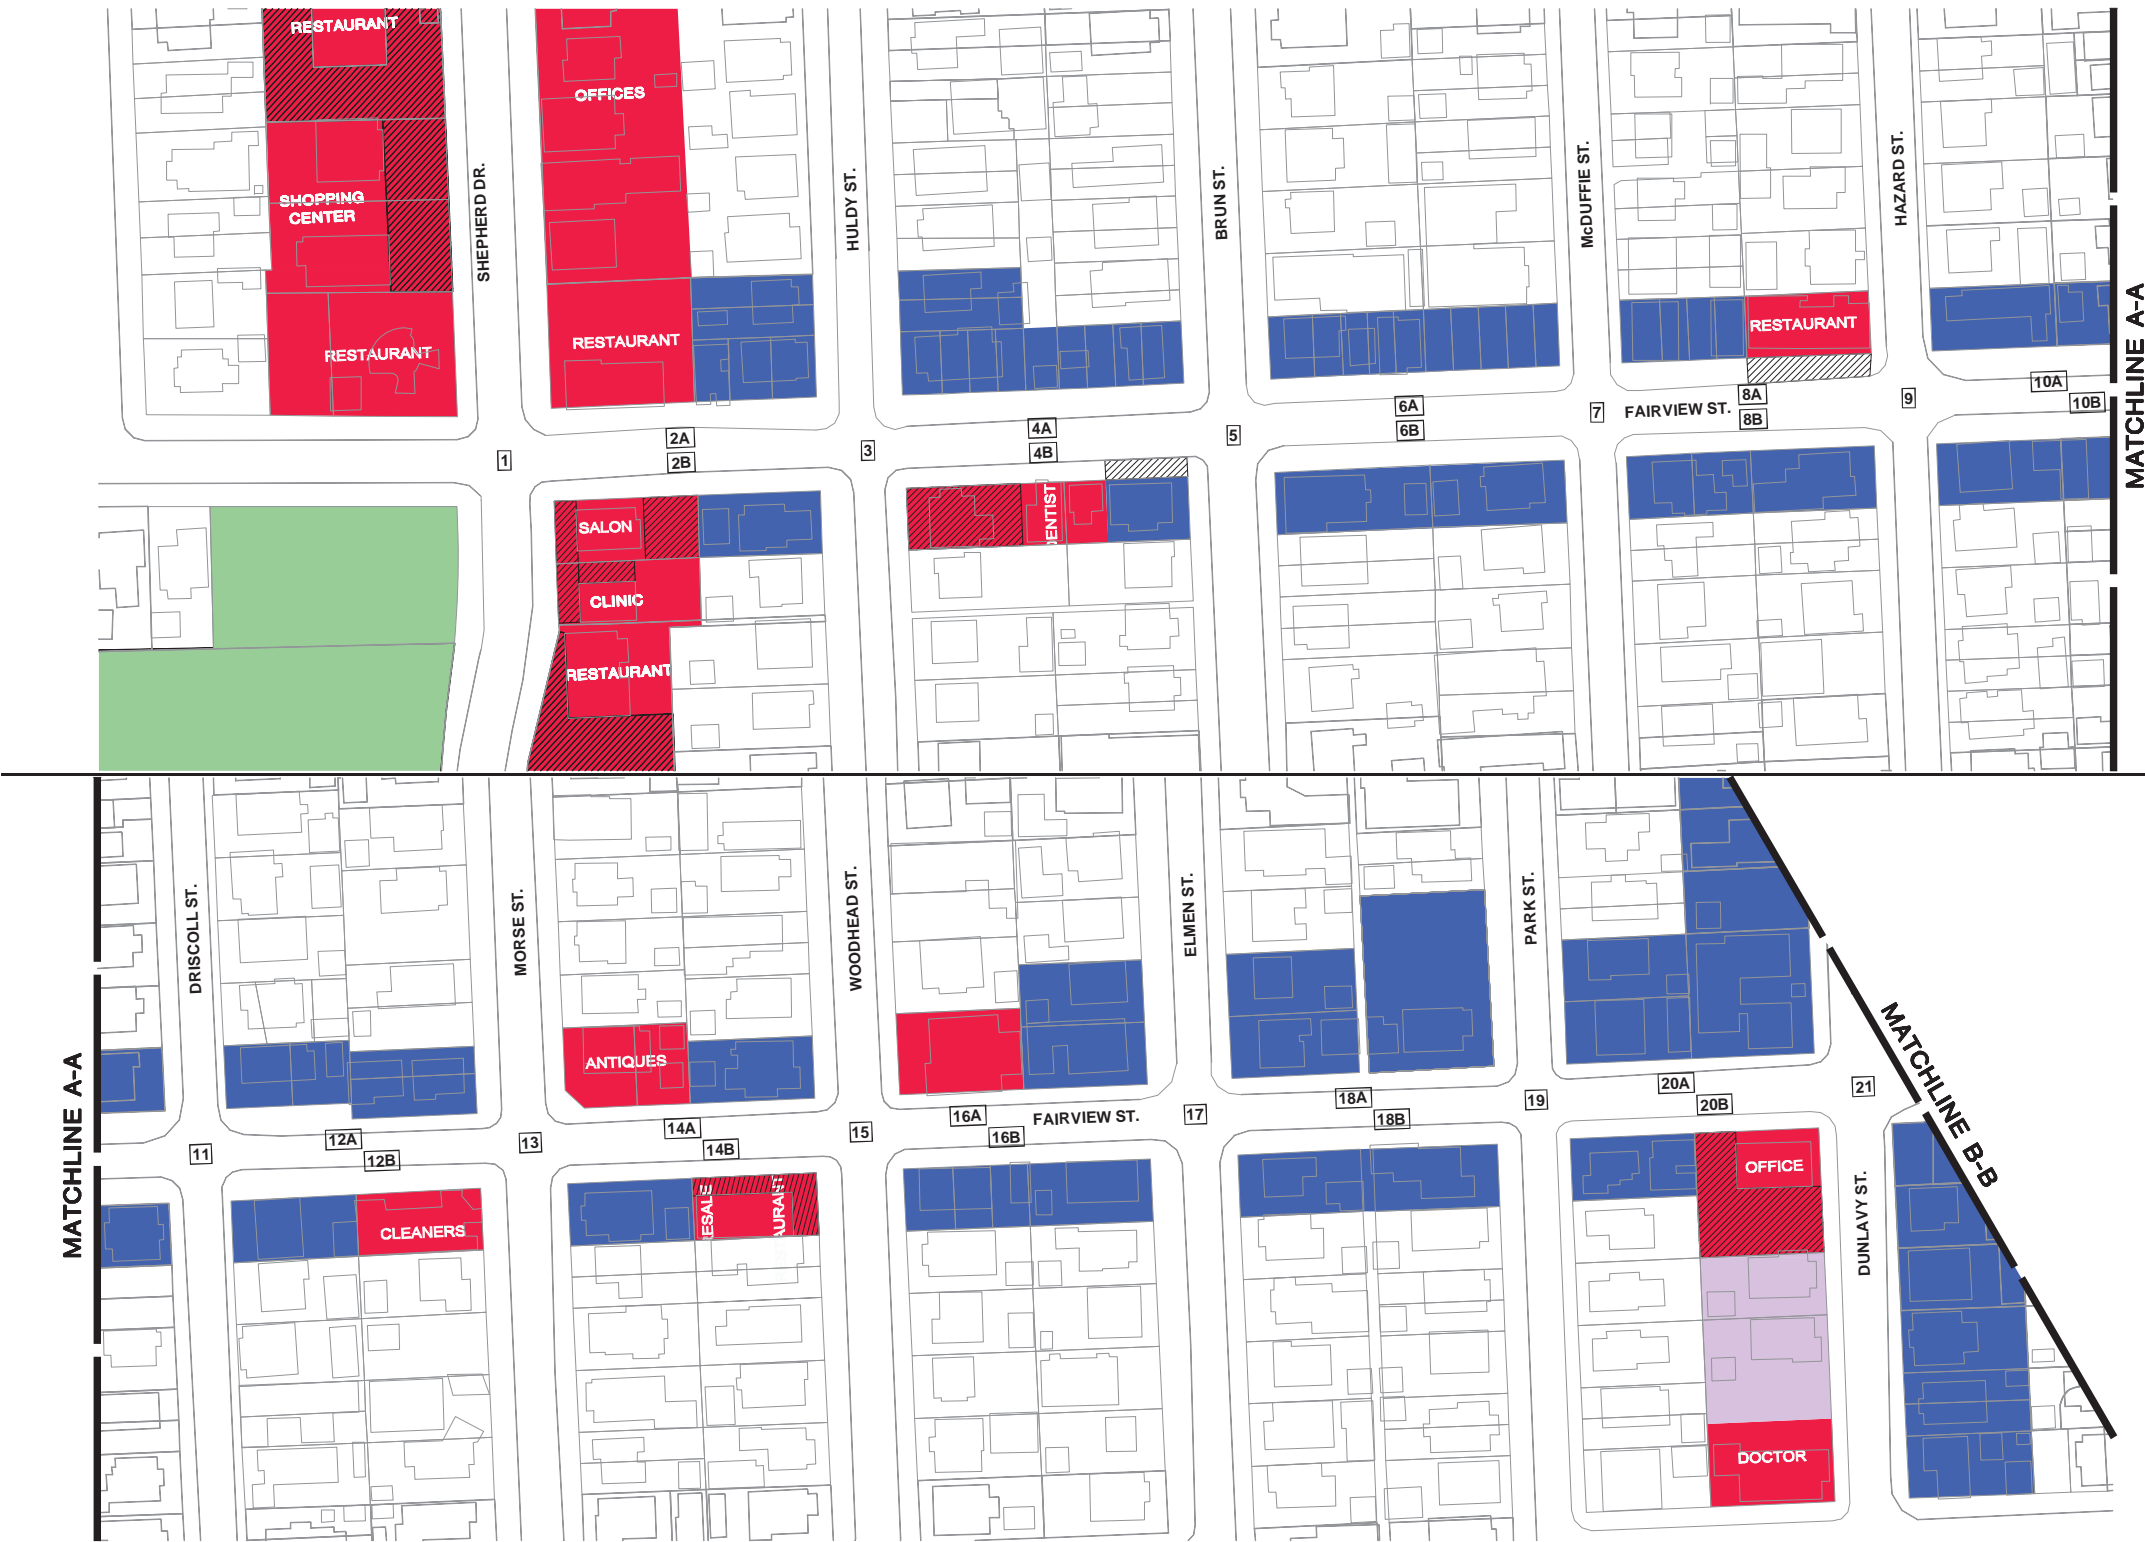 RESTAURANT
OFFICES
SHOPPING
CENTER
RESTAURANT
RESTAURANT
SHEPHERD DR.
HULDY ST.
BRUN ST.
McDUFFIE ST.
HAZARD ST.
RESTAURANT
MATCHLINE A-A
1
2A
2B
3
4A
4B
5
6A
6B
7
FAIRVIEW ST.
8A
8B
9
10A
10B
SALON
CLINIC
RESTAURANT
DENTIST
MATCHLINE A-A
DRISCOLL ST.
MORSE ST.
WOODHEAD ST.
ELMEN ST.
PARK ST.
ANTIQUES
MATCHLINE B-B
11
12A
12B
13
14A
14B
15
16A
16B
FAIRVIEW ST.
17
18A
18B
19
20A
20B
21
CLEANERS
RESALE
AURANT
OFFICE
DUNLAVY ST.
DOCTOR